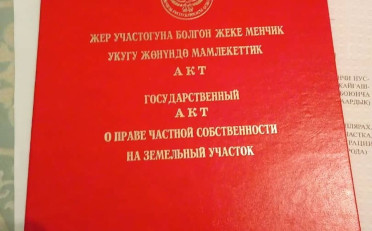 ЖЕР УЧАСТОГУНА БОЛГОН ЖЕКЕ МЕНЧИК
УКУГУ ЖӨНҮНДӨ МАМЛЕКЕТТИК
АКТ
ГОСУДАРСТВЕННЫЙ
АКТ
О ПРАВЕ ЧАСТНОЙ СОБСТВЕННОСТИ
НА ЗЕМЕЛЬНЫЙ УЧАСТОК